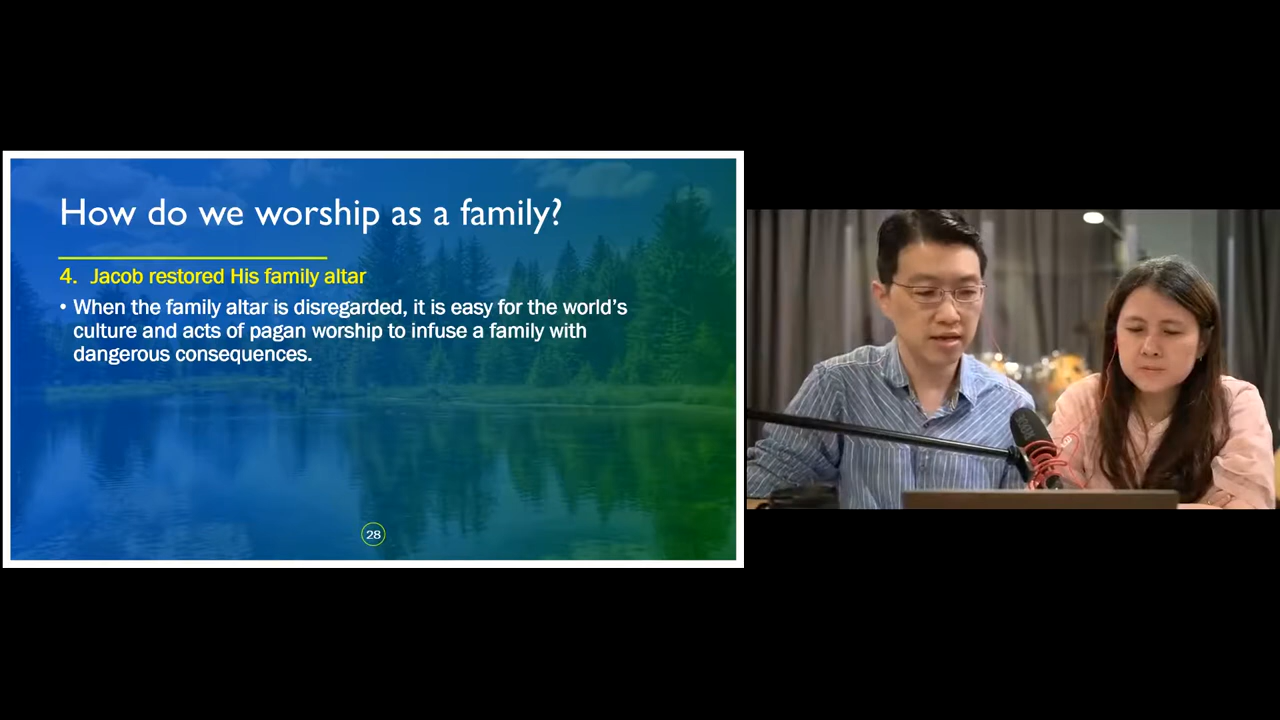 How do we worship as a family?
4. Jacob restored His family altar
• When the family altar is disregarded, it is easy for the world's
culture and acts of pagan worship to infuse a family with
dangerous consequences.
28